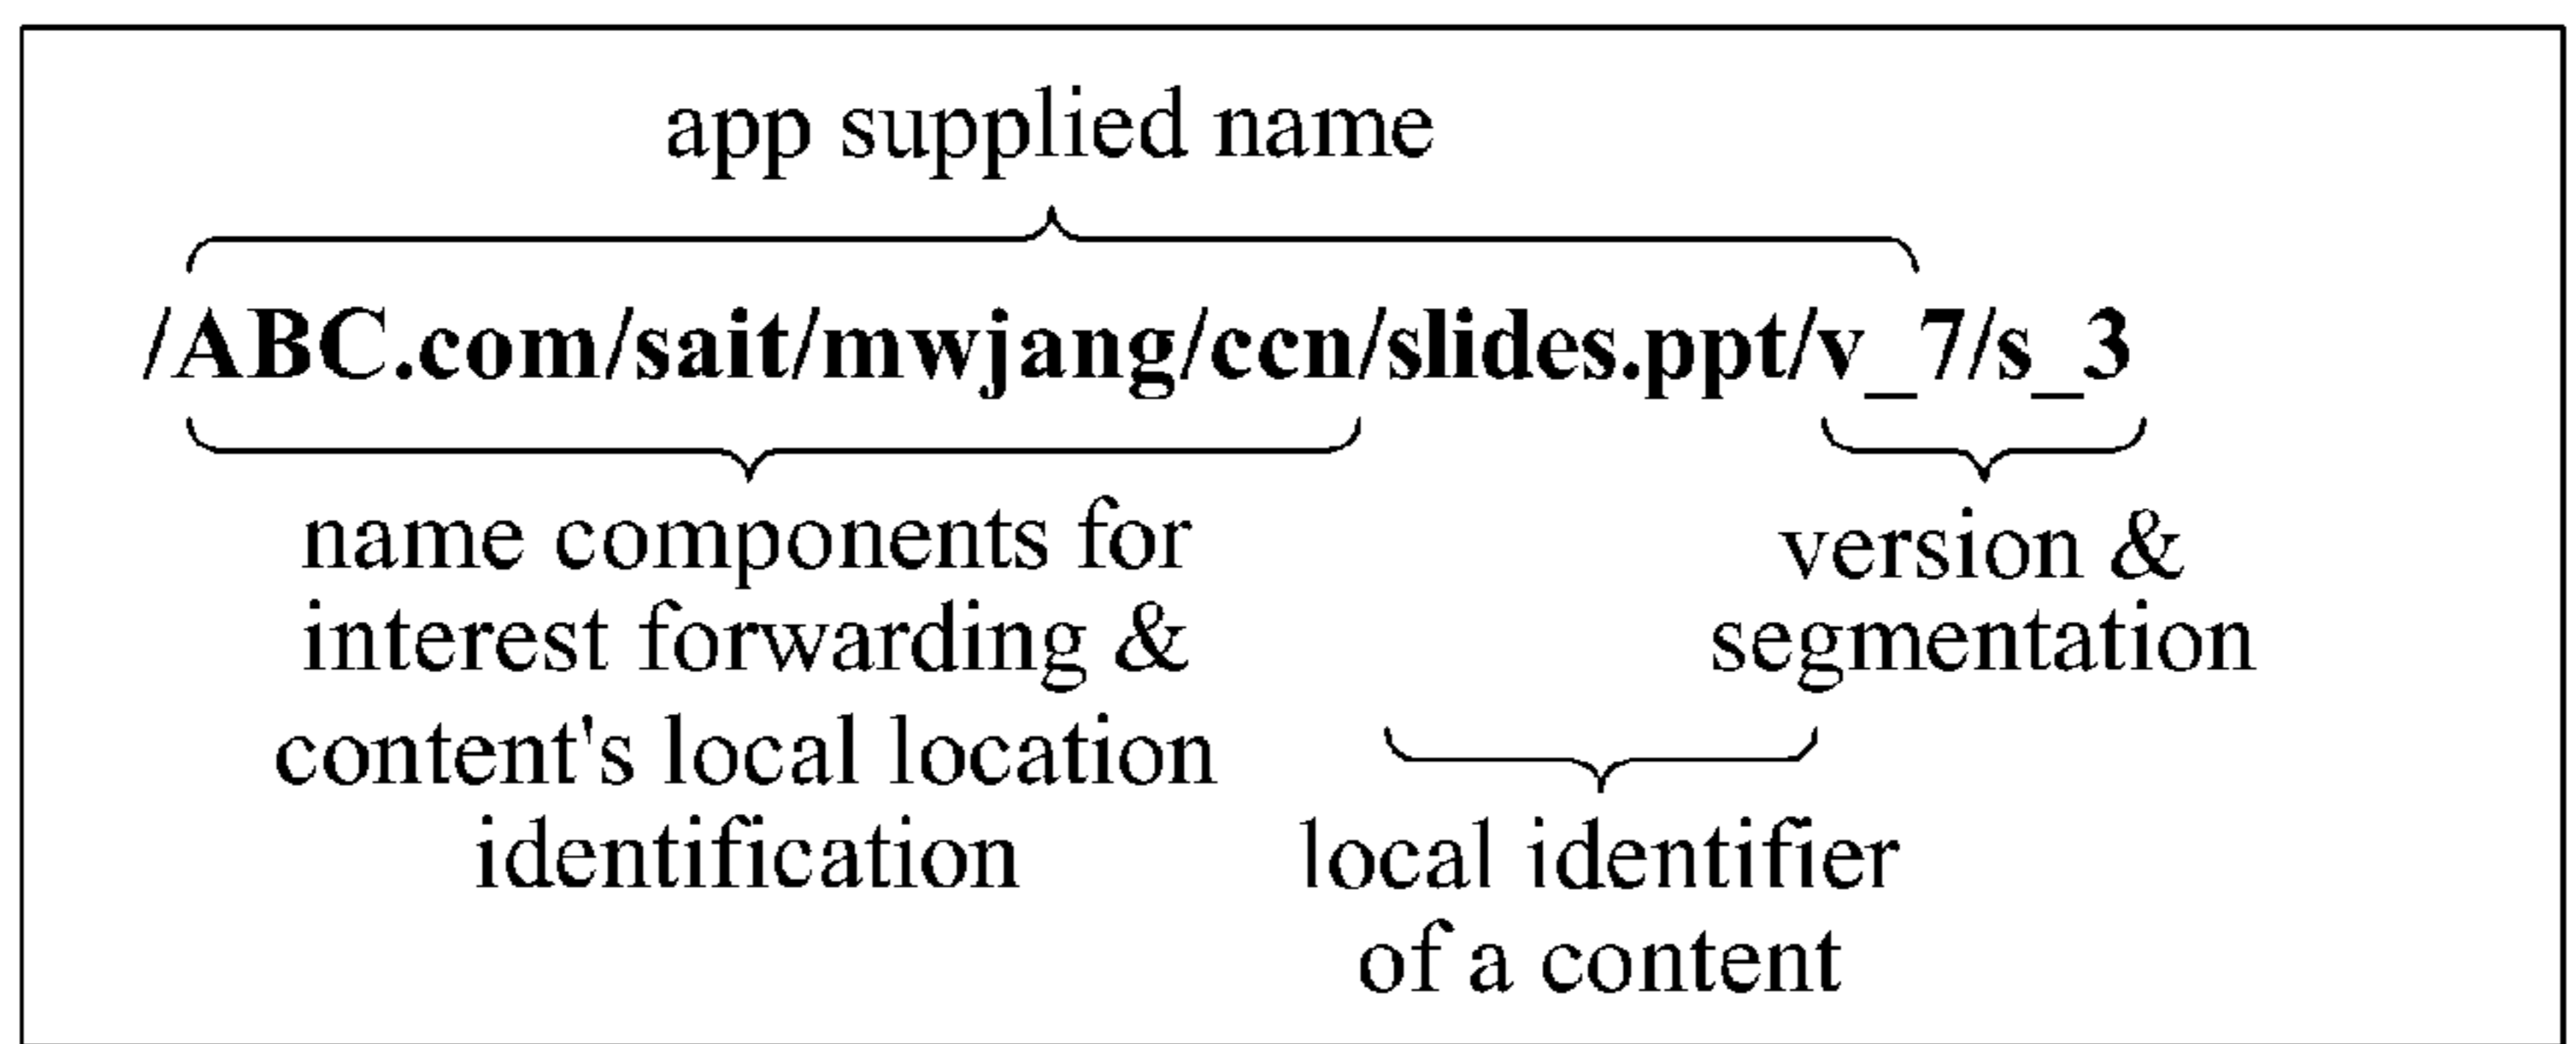 app supplied name
/ABC.com/sait/mwjang/ccn/slides.ppt/v_7/s_3
name components for
interest forwarding &
content's local location
identification
version &
segmentation
local identifier
of a content